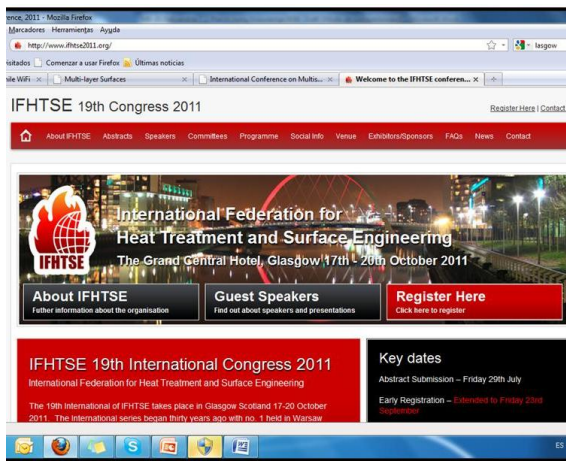 rence, 2011 - Mozilla Firefox
Marcadores Herramientas Ayuda
http://www.ifhtse2011.org/
lasgow
isitados Comenzar a usar Firefox Últimas noticias
ile WiFi × Multi-layer Surfaces × International Conference on Multis... × Welcome to the IFHTSE conferen... ×
IFHTSE 19th Congress 2011
Register Here | Contact
About IFHTSE Abstracts Speakers Committees Programme Social Info Venue Exhibitors/Sponsors FAQs News Contact
IFHTSE
International Federation for
Heat Treatment and Surface Engineering
The Grand Central Hotel, Glasgow 17th - 20th October 2011
About IFHTSE
Futher information about the organisation
Guest Speakers
Find out about speakers and presentations
Register Here
Click here to register
IFHTSE 19th International Congress 2011
International Federation for Heat Treatment and Surface Engineering
The 19th International of IFHTSE takes place in Glasgow Scotland 17-20 October
2011. The International series began thirty years ago with no. 1 held in Warsaw
Key dates
Abstract Submission – Friday 29th July
Early Registration – Extended to Friday 23rd
September
ES